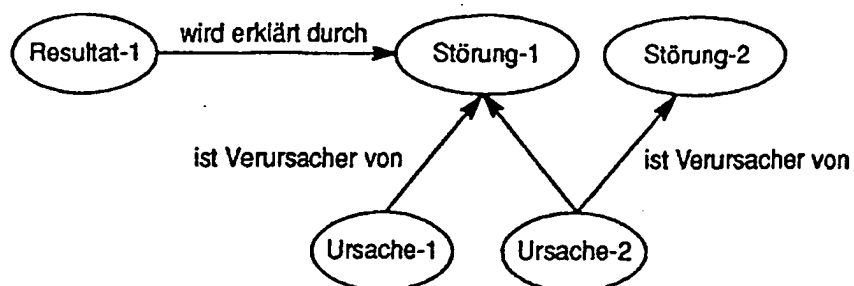 wird erklärt durch
Resultat-1
Störung-1
Störung-2
ist Verursacher von
ist Verursacher von
Ursache-1
Ursache-2